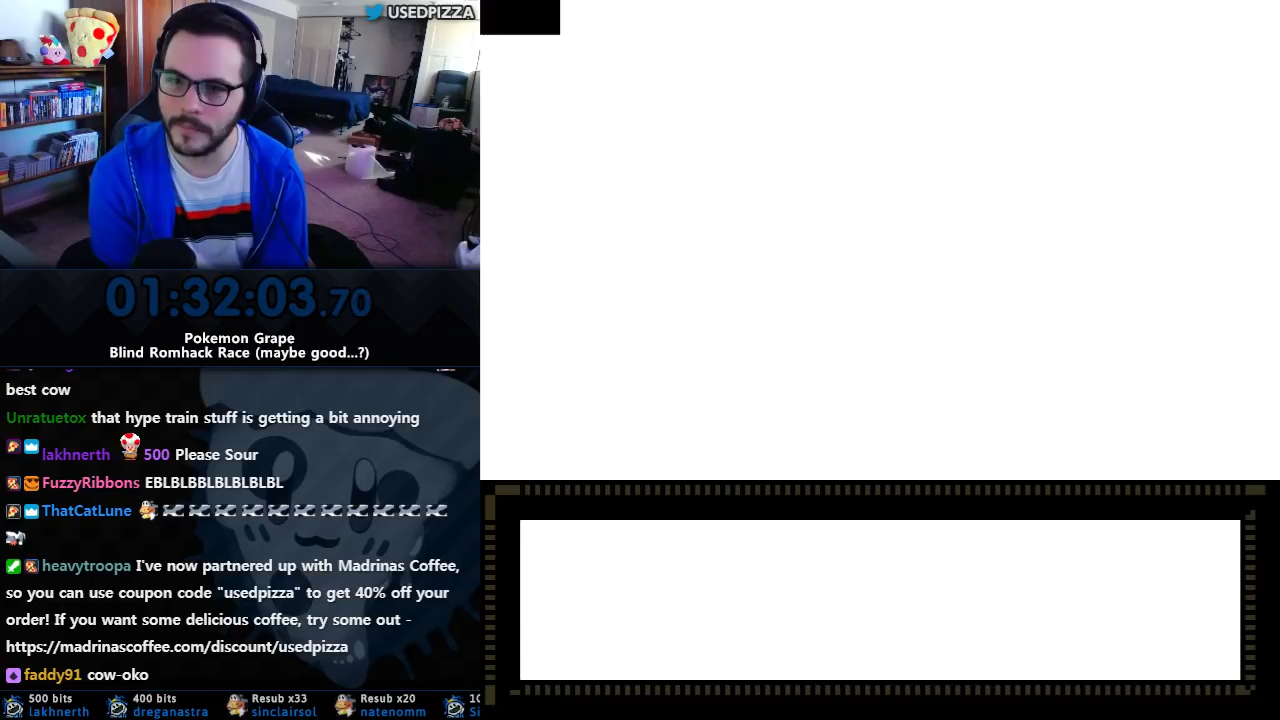 USEDPIZZA
01:32:03.70
Pokemon Grape
Blind Romhack Race (maybe good...?)
best cow
Unratuetox that hype train stuff is getting a bit annoying
lakhnerth 500 Please Sour
FuzzyRibbons EBLBLBBLBLBLBLBL
ThatCatLune
heavytroopa I've now partnered up with Madrinas Coffee,
so you can use coupon code "usedpizza" to get 40% off your
order! If you want some delicious coffee, try some out -
https://madrinascoffee.com/discount/usedpizza
faddy91 cow-oko
500 bits
lakhnerth
400 bits
dreganastra
Resub x33
sinclairsol
Resub x20
natenomm